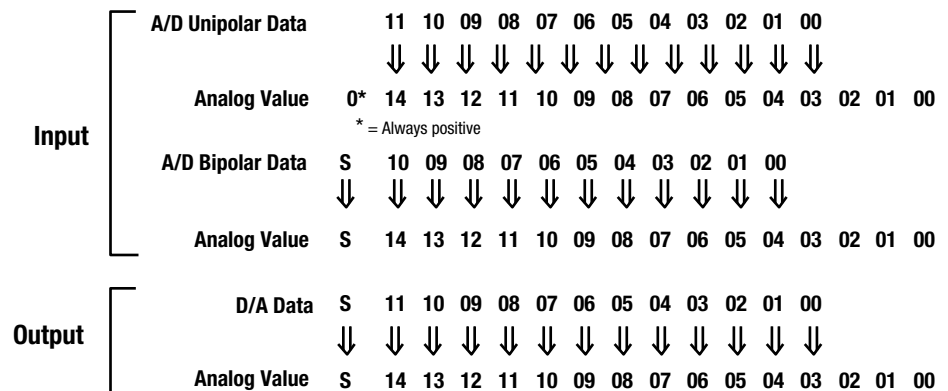 A/D Unipolar Data 11 10 09 08 07 06 05 04 03 02 01 00
Analog Value 0* 14 13 12 11 10 09 08 07 06 05 04 03 02 01 00
* = Always positive
Input
A/D Bipolar Data S 10 09 08 07 06 05 04 03 02 01 00
Analog Value S 14 13 12 11 10 09 08 07 06 05 04 03 02 01 00
D/A Data S 11 10 09 08 07 06 05 04 03 02 01 00
Output
Analog Value S 14 13 12 11 10 09 08 07 06 05 04 03 02 01 00